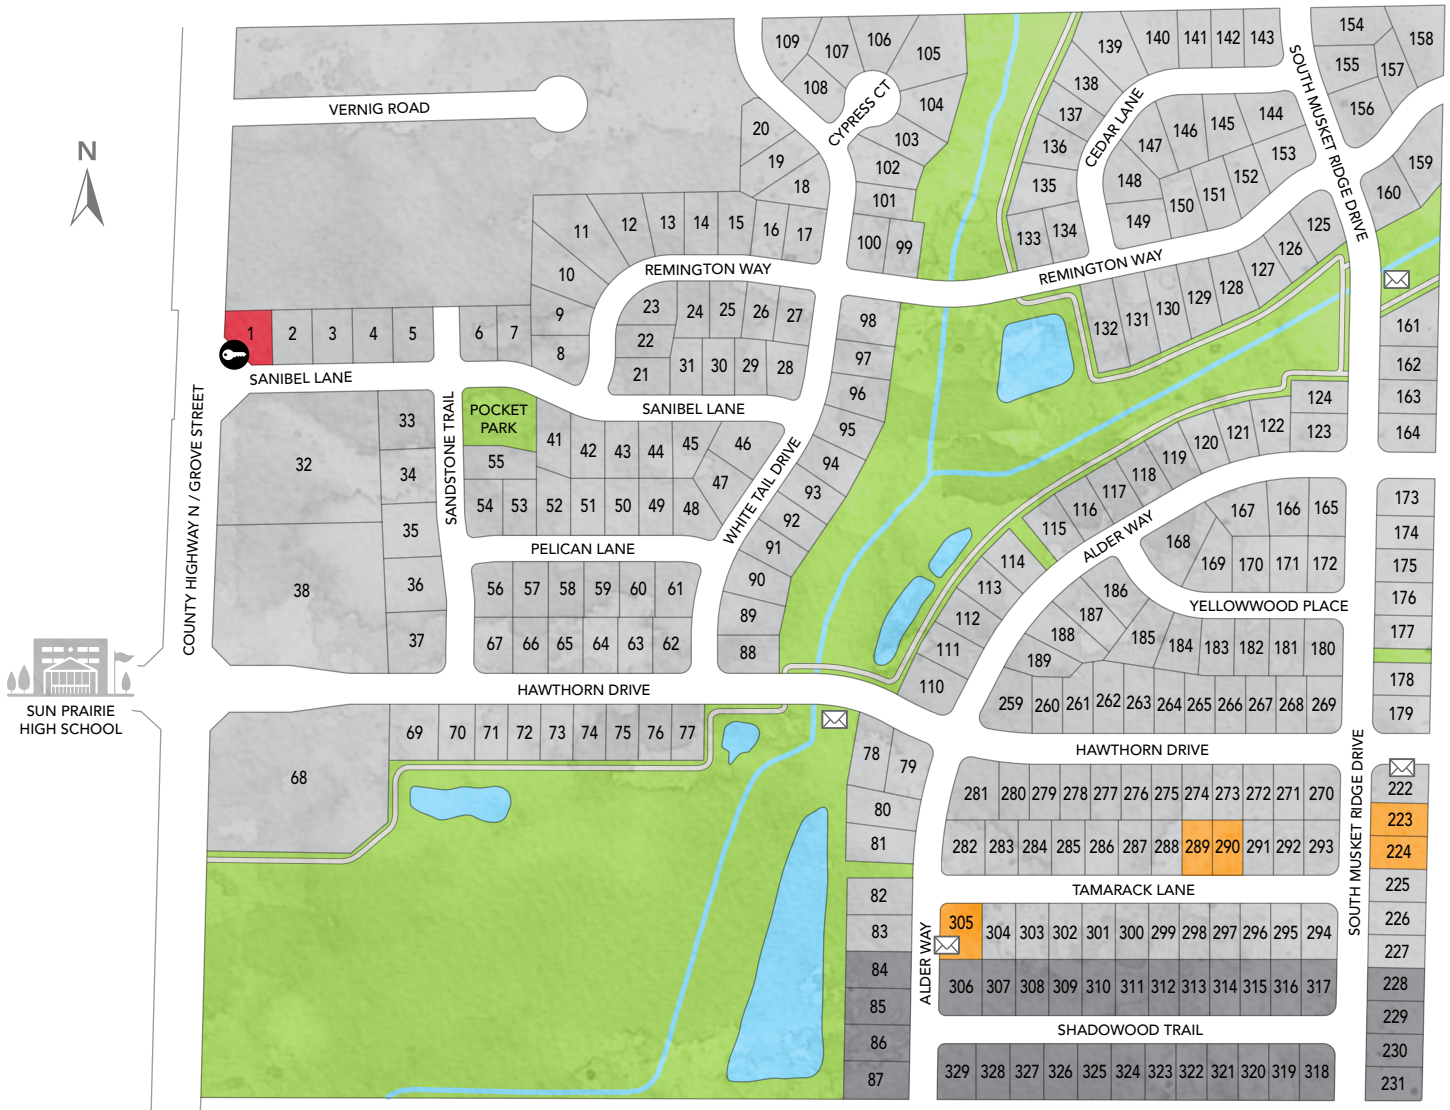 N
VERNIG ROAD
CYPRESS CT
CEDAR LANE
SOUTH MUSKET RIDGE DRIVE
REMINGTON WAY
REMINGTON WAY
SANIBEL LANE
SANIBEL LANE
COUNTY HIGHWAY N / GROVE STREET
SANDSTONE TRAIL
POCKET
PARK
WHITE TAIL DRIVE
PELICAN LANE
ALDER WAY
YELLOWWOOD PLACE
SUN PRAIRIE
HIGH SCHOOL
HAWTHORN DRIVE
HAWTHORN DRIVE
SOUTH MUSKET RIDGE DRIVE
TAMARACK LANE
ALDER WAY
SHADOWOOD TRAIL
109 107 106 105
108 104
103
102
101
100 99
139 140 141 142 143
138
137
136
135
133 134
147 146 145 144
148 153
149 150 151 152
154 158
155 157
156
159
160
20
19
18
11 12 13 14 15 16 17
10
9
8
1 2 3 4 5 6 7
23 24 25 26 27
22
21 31 30 29 28
98
97
96
95
94
93
92
91
90
89
88
132 131 130 129 128 127 126 125
161
162
163
164
124
123
122 121 120 119 118 117 116 115
114
113
112
111
110
32
33
34
35
36
37
38
41 42 43 44 45 46
47
55
54 53 52 51 50 49 48
56 57 58 59 60 61
67 66 65 64 63 62
168 167 166 165
169 170 171 172
173
174
175
176
177
178
179
186
187
188
189
185 184 183 182 181 180
259 260 261 262 263 264 265 266 267 268 269
68
69 70 71 72 73 74 75 76 77
78 79
80
81
82
83
84
85
86
87
281 280 279 278 277 276 275 274 273 272 271 270
282 283 284 285 286 287 288 289 290 291 292 293
305 304 303 302 301 300 299 298 297 296 295 294
306 307 308 309 310 311 312 313 314 315 316 317
329 328 327 326 325 324 323 322 321 320 319 318
222
223
224
225
226
227
228
229
230
231